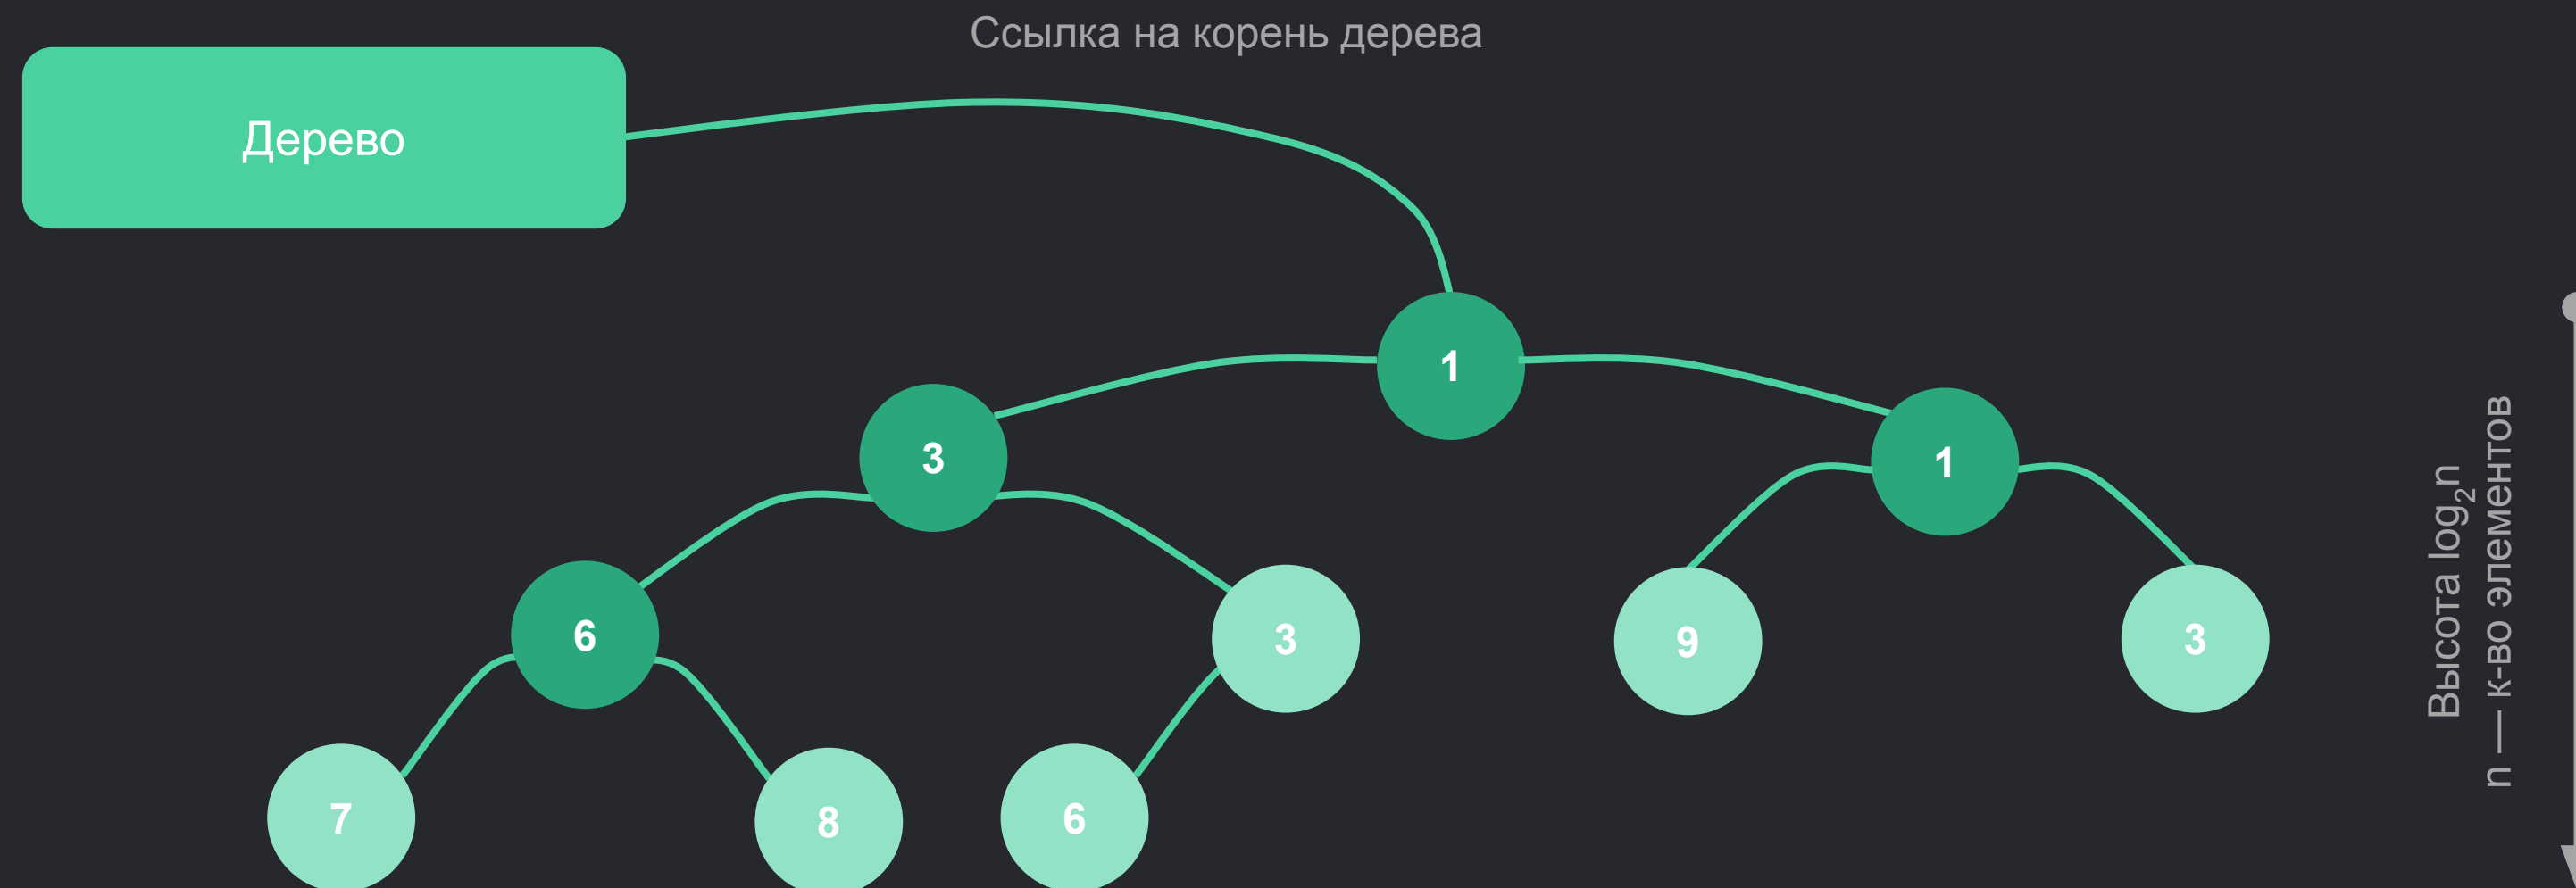 Ссылка на корень дерева
Дерево
1
3
1
6
3
9
3
7
8
6
Высота log₂n
n — к-во элементов